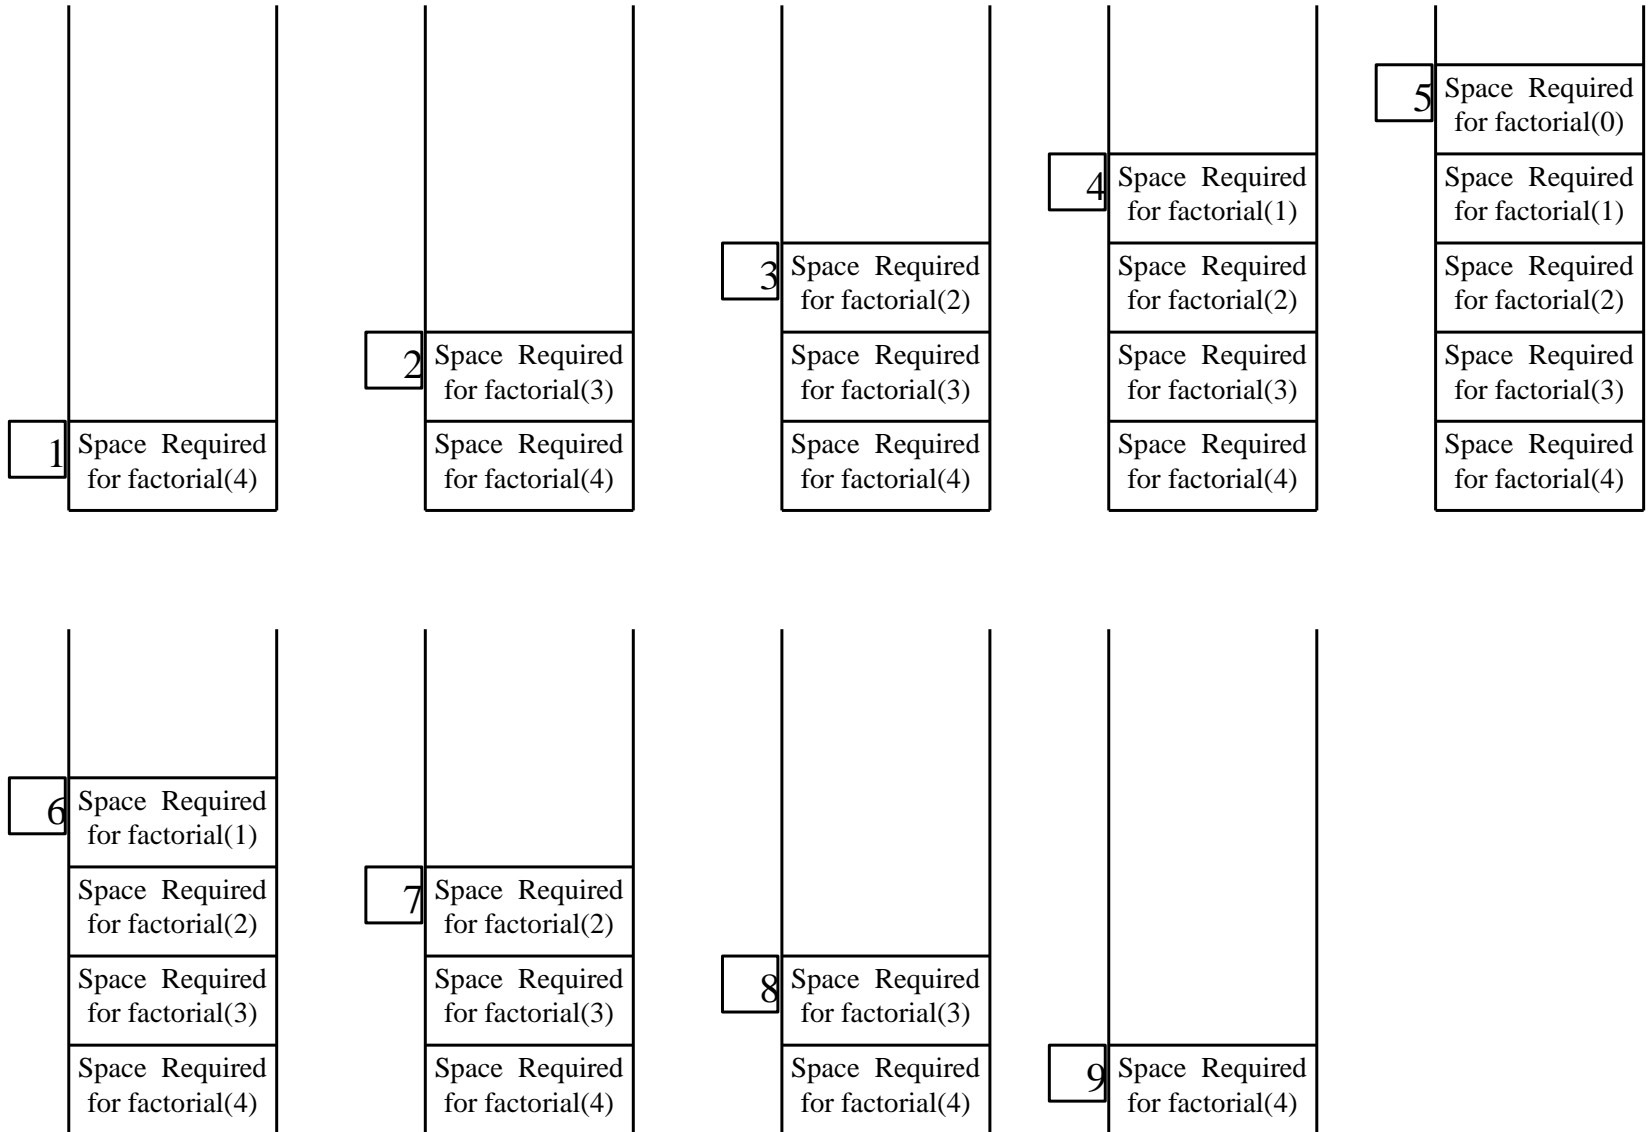 5
Space Required
for factorial(0)
4
Space Required
for factorial(1)
Space Required
for factorial(1)
3
Space Required
for factorial(2)
Space Required
for factorial(2)
Space Required
for factorial(2)
2
Space Required
for factorial(3)
Space Required
for factorial(3)
Space Required
for factorial(3)
Space Required
for factorial(3)
1
Space Required
for factorial(4)
Space Required
for factorial(4)
Space Required
for factorial(4)
Space Required
for factorial(4)
Space Required
for factorial(4)
6
Space Required
for factorial(1)
Space Required
for factorial(2)
7
Space Required
for factorial(2)
Space Required
for factorial(3)
Space Required
for factorial(3)
8
Space Required
for factorial(3)
Space Required
for factorial(4)
Space Required
for factorial(4)
Space Required
for factorial(4)
9
Space Required
for factorial(4)